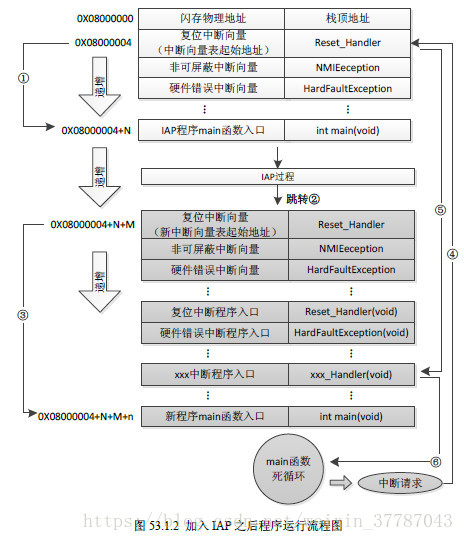 0X08000000
闪存物理地址
栈顶地址
0X08000004
复位中断向量
(中断向量表起始地址)
Reset_Handler
非可屏蔽中断向量
NMIEeception
硬件错误中断向量
HardFaultException
①
递增
⋮
⋮
0X08000004+N
IAP程序main函数入口
int main(void)
递增
IAP过程
跳转②
⑤
④
0X08000004+N+M
复位中断向量
(新中断向量表起始地址)
Reset_Handler
非可屏蔽中断向量
NMIEeception
硬件错误中断向量
HardFaultException
③
递增
⋮
⋮
复位中断程序入口
Reset_Handler(void)
硬件错误中断程序入口
HardFaultException(void)
⋮
⋮
xxx中断程序入口
xxx_Handler(void)
⋮
⋮
0X08000004+N+M+n
新程序main函数入口
int main(void)
⑥
main函数
死循环
中断请求
图 53.1.2 加入 IAP 之后程序运行流程图